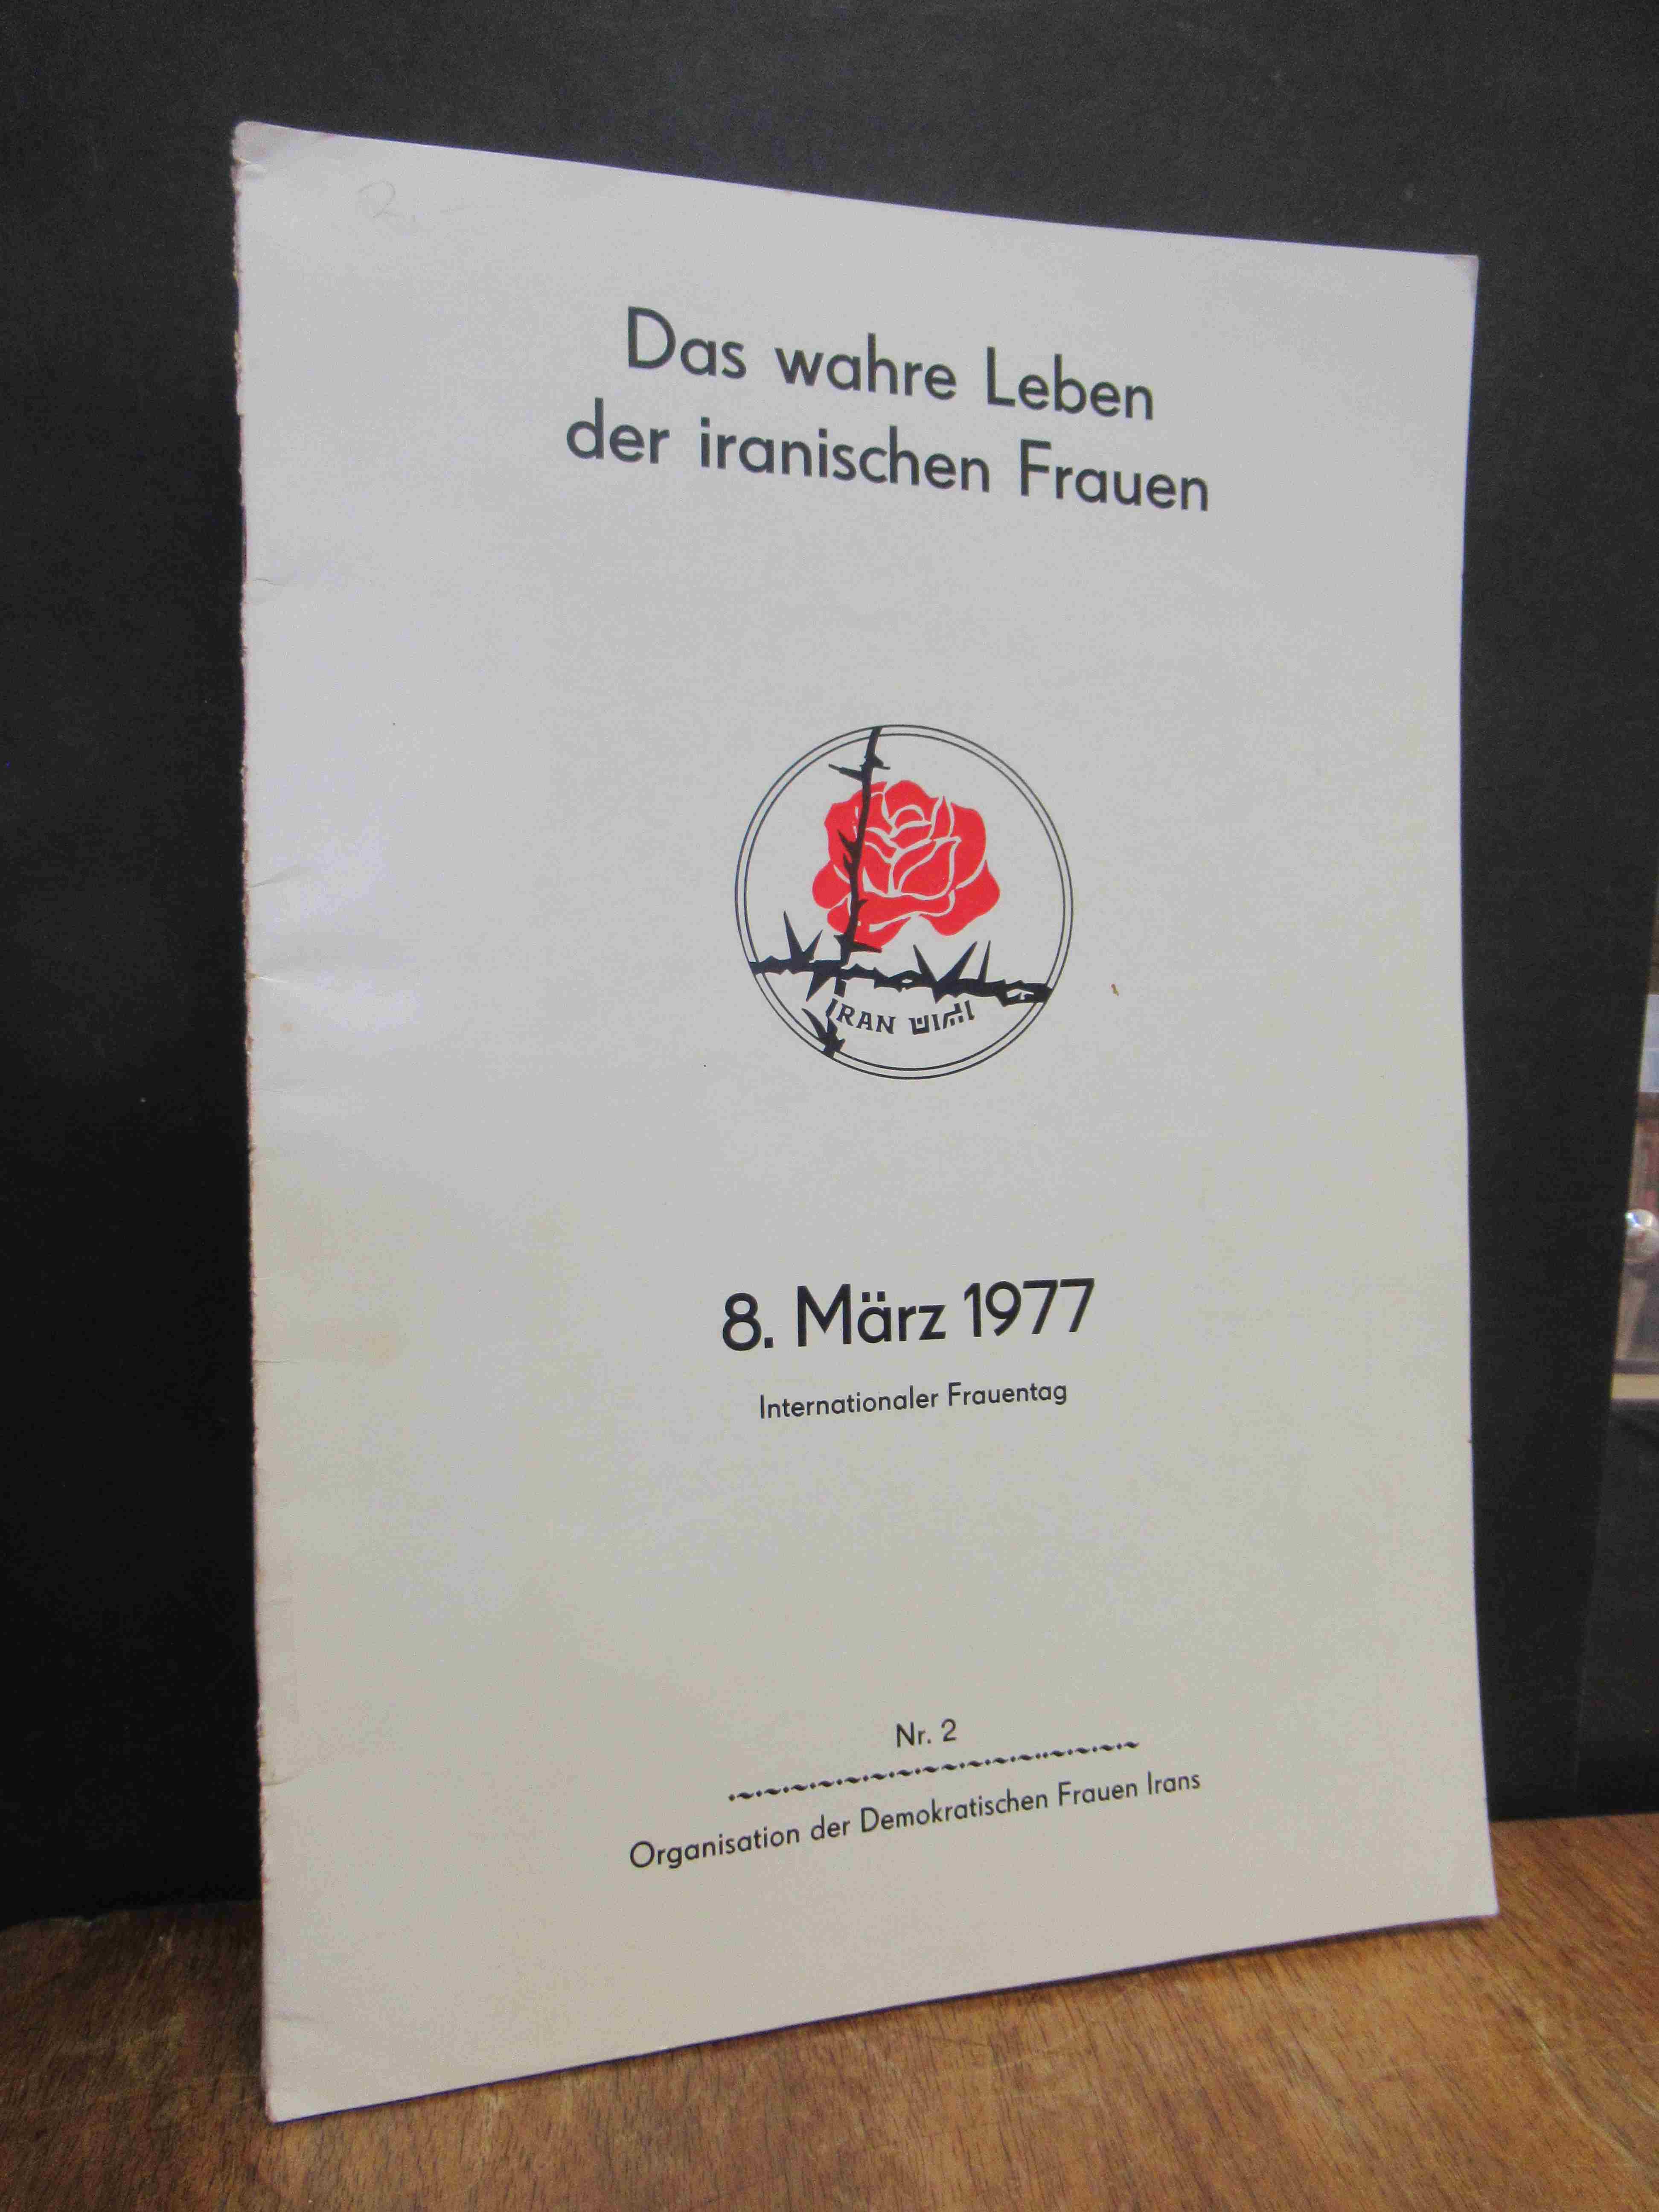 Das wahre Leben
der iranischen Frauen
IRAN ایران
8. März 1977
Internationaler Frauentag
Nr. 2
Organisation der Demokratischen Frauen Irans